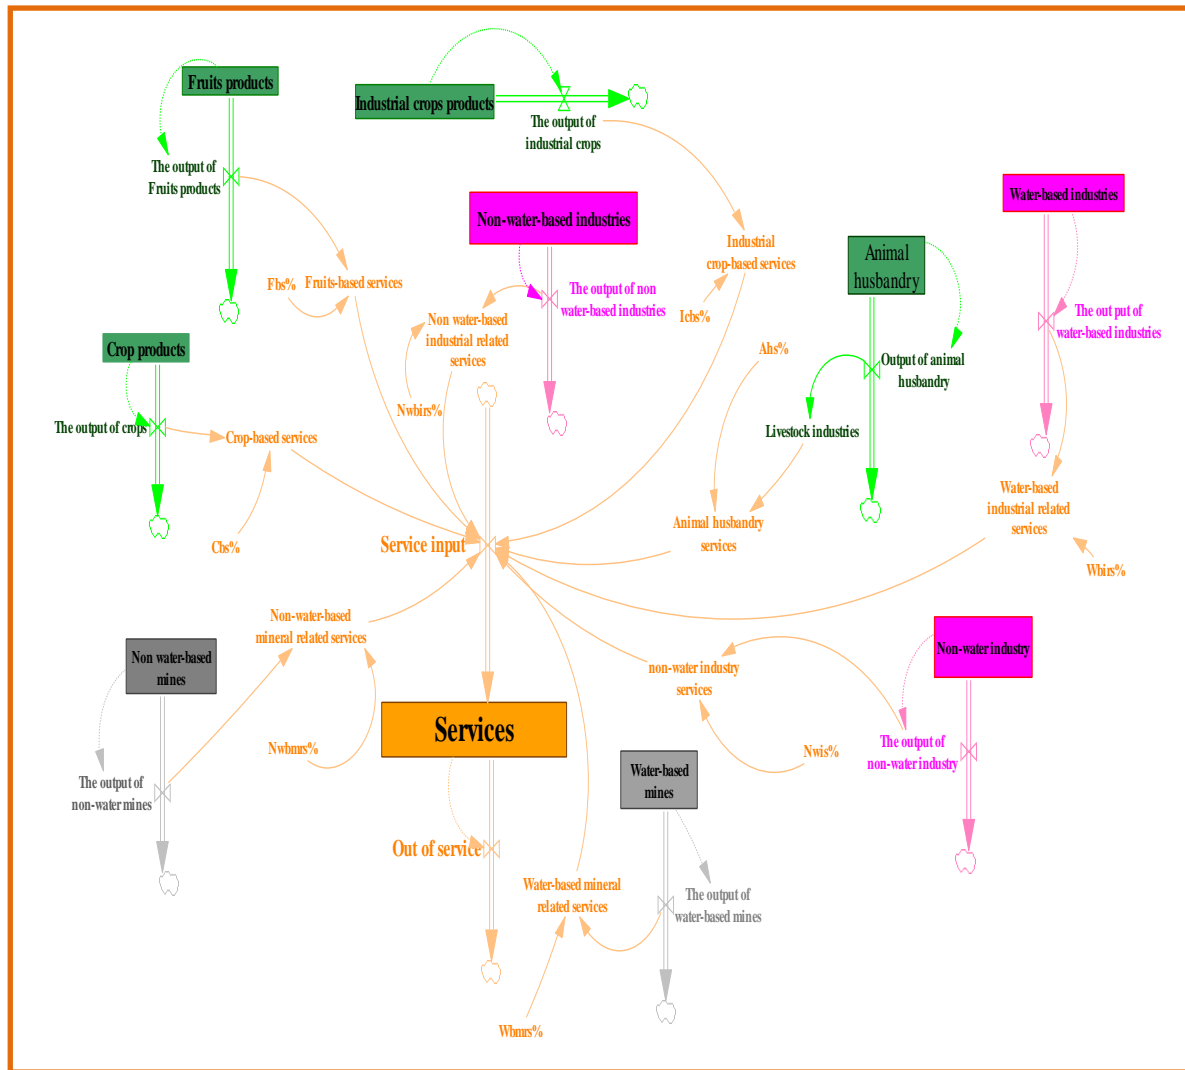 Fruits products
Industrial crops products
The output of
industrial crops
The output of
Fruits products
Water-based industries
Non-water-based industries
Industrial
crop-based services
Animal
husbandry
Fbs%
Fruits-based services
The output of non
water-based industries
Icbs%
The out put of
water-based industries
Non water-based
industrial related
services
Crop products
Ahs%
Output of animal
husbandry
Nwbirs%
The output of crops
Crop-based services
Livestock industries
Water-based
industrial related
services
Animal husbandry
services
Cbs%
Service input
Wbirs%
Non-water-based
mineral related services
Non water-based
mines
non-water industry
services
Non-water industry
Services
Nwbmrs%
Nwis%
The output of
non-water industry
The output of
non-water mines
Water-based
mines
Out of service
Water-based mineral
related services
The output of
water-based mines
Wbmrs%